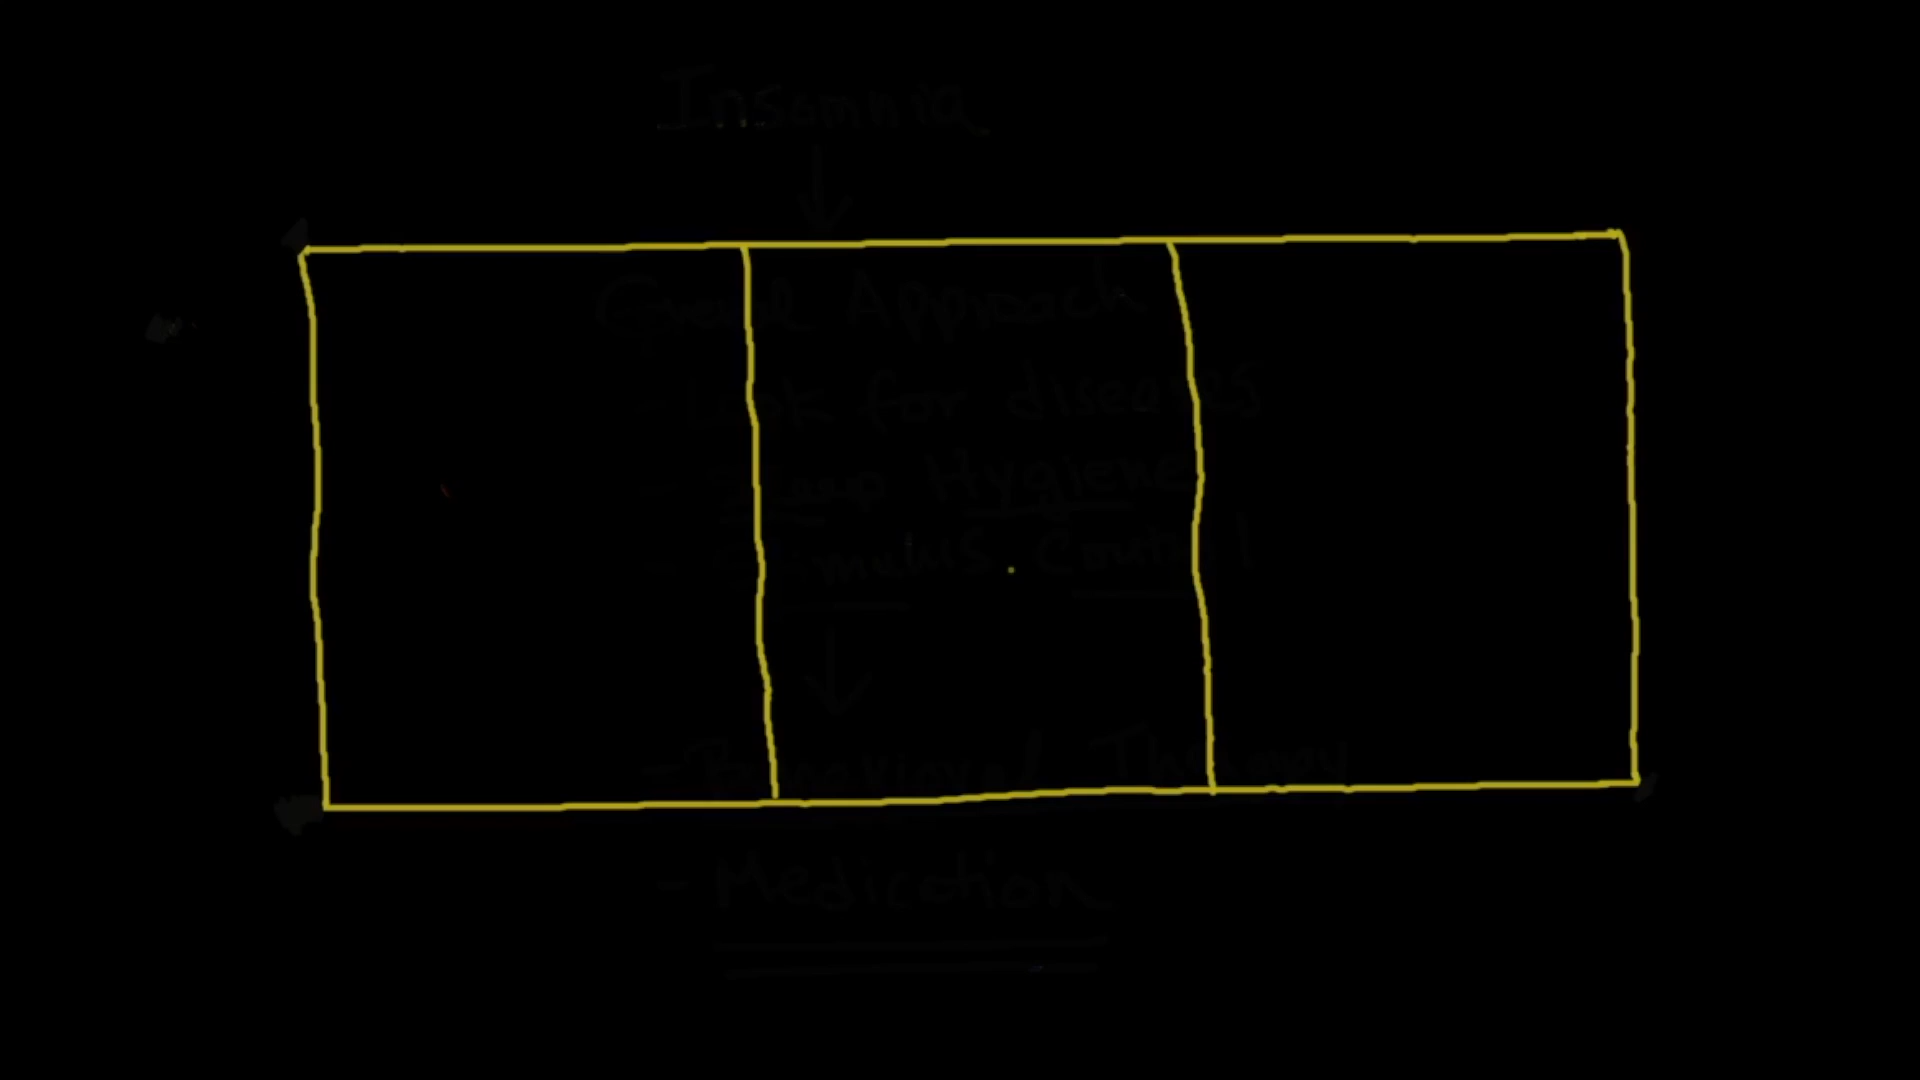 Insomnia
General Approach
- Look for diseases
- Sleep Hygiene
- Stimulus Control
- Behavioral Therapy
- Medication